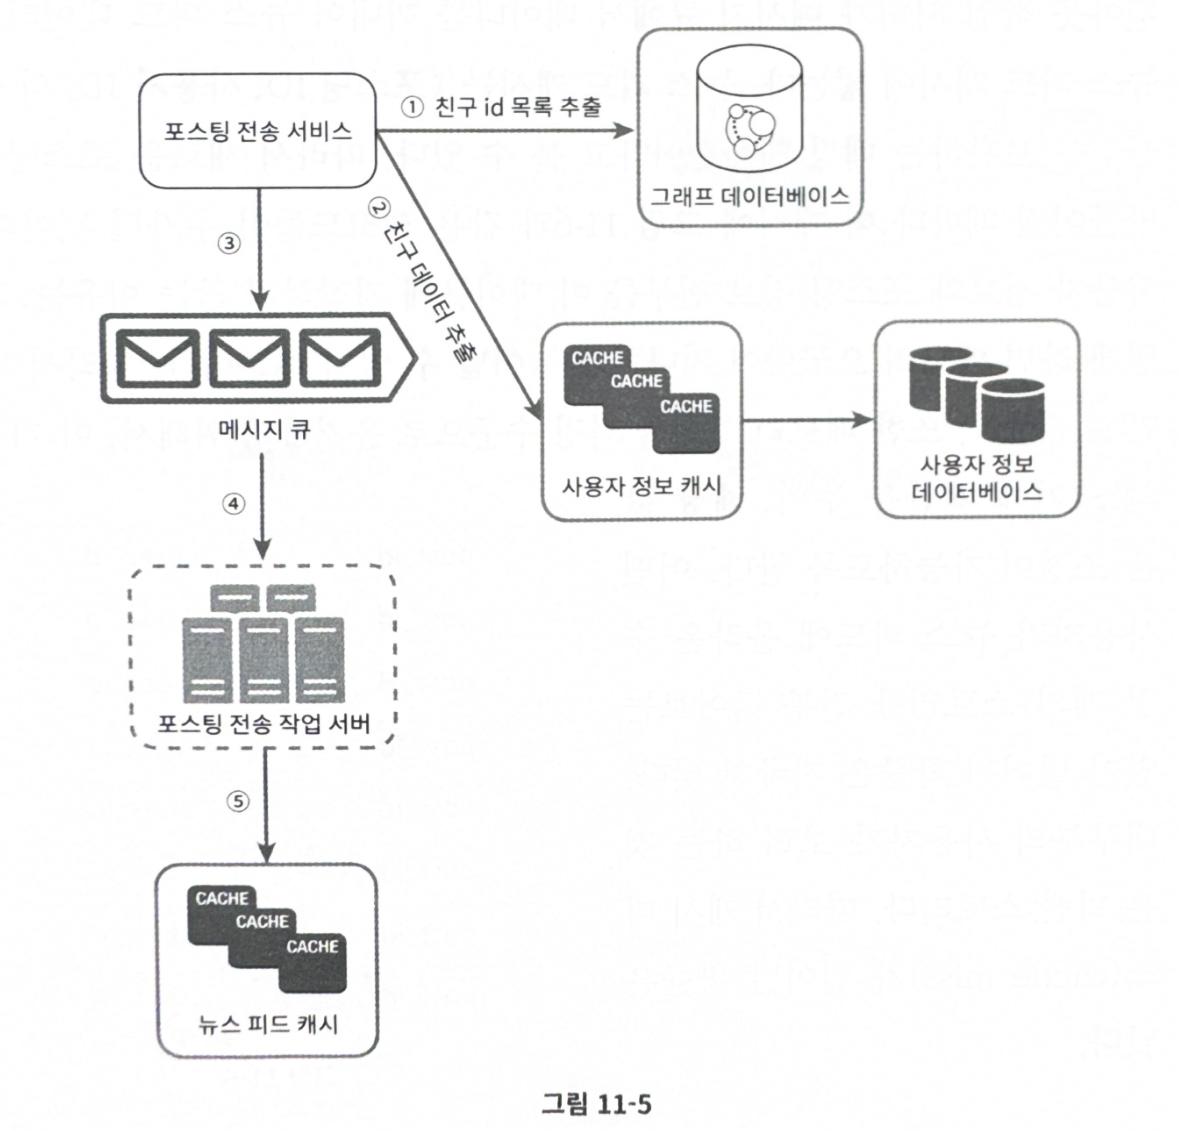 포스팅 전송 서비스
① 친구 id 목록 추출
그래프 데이터베이스
② 친구 데이터 추출
③
메시지 큐
CACHE
CACHE
CACHE
사용자 정보 캐시
사용자 정보
데이터베이스
④
포스팅 전송 작업 서버
⑤
CACHE
CACHE
CACHE
뉴스 피드 캐시
그림 11-5